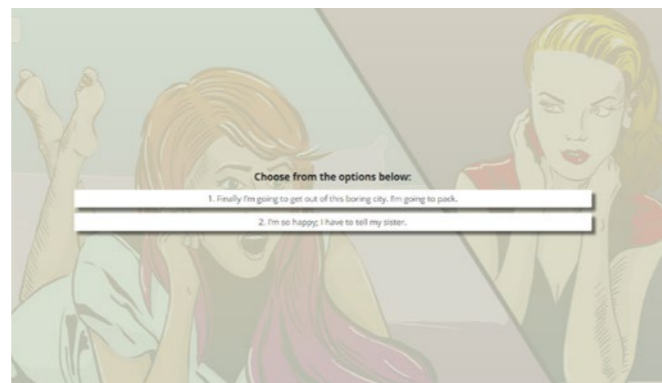 Choose from the options below:
1. Finally I'm going to get out of this boring city. I'm going to pack.
2. I'm so happy; I have to tell my sister.